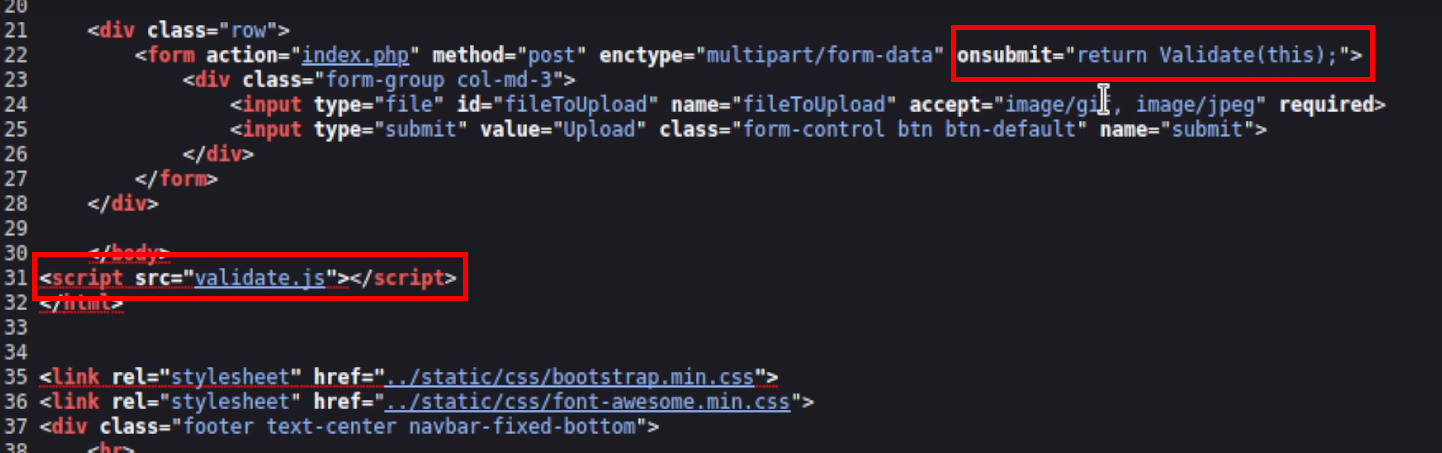 20
21 <div class="row">
22 <form action="index.php" method="post" enctype="multipart/form-data" onsubmit="return Validate(this);">
23 <div class="form-group col-md-3">
24 <input type="file" id="fileToUpload" name="fileToUpload" accept="image/gif, image/jpeg" required>
25 <input type="submit" value="Upload" class="form-control btn btn-default" name="submit">
26 </div>
27 </form>
28 </div>
29
30 </body>
31 <script src="validate.js"></script>
32 </html>
33
34
35 <link rel="stylesheet" href="../static/css/bootstrap.min.css">
36 <link rel="stylesheet" href="../static/css/font-awesome.min.css">
37 <div class="footer text-center navbar-fixed-bottom">
38 <hr>